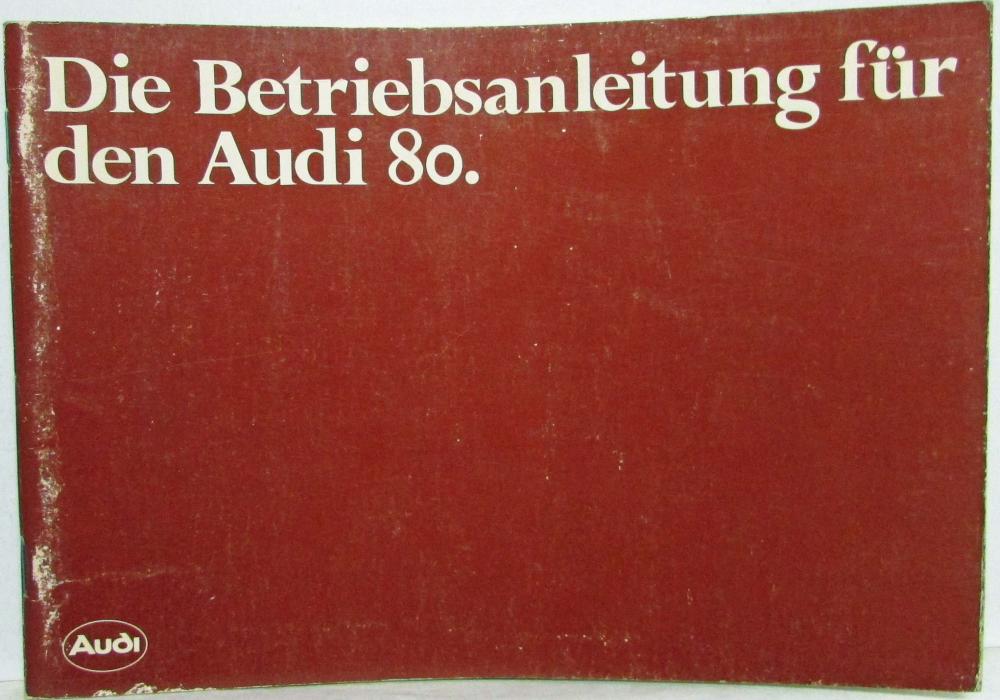 Die Betriebsanleitung für
den Audi 80.
Audi